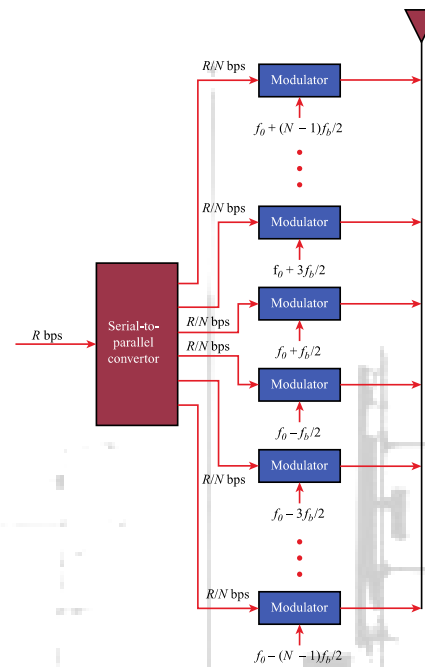 R/N bps
Modulator
f0 + (N – 1)fb/2
R/N bps
Modulator
f0 + 3fb/2
R/N bps
Modulator
f0 + fb/2
R bps
Serial-to-
parallel
convertor
R/N bps
Modulator
f0 – fb/2
R/N bps
Modulator
f0 – 3fb/2
R/N bps
Modulator
f0 – (N – 1)fb/2